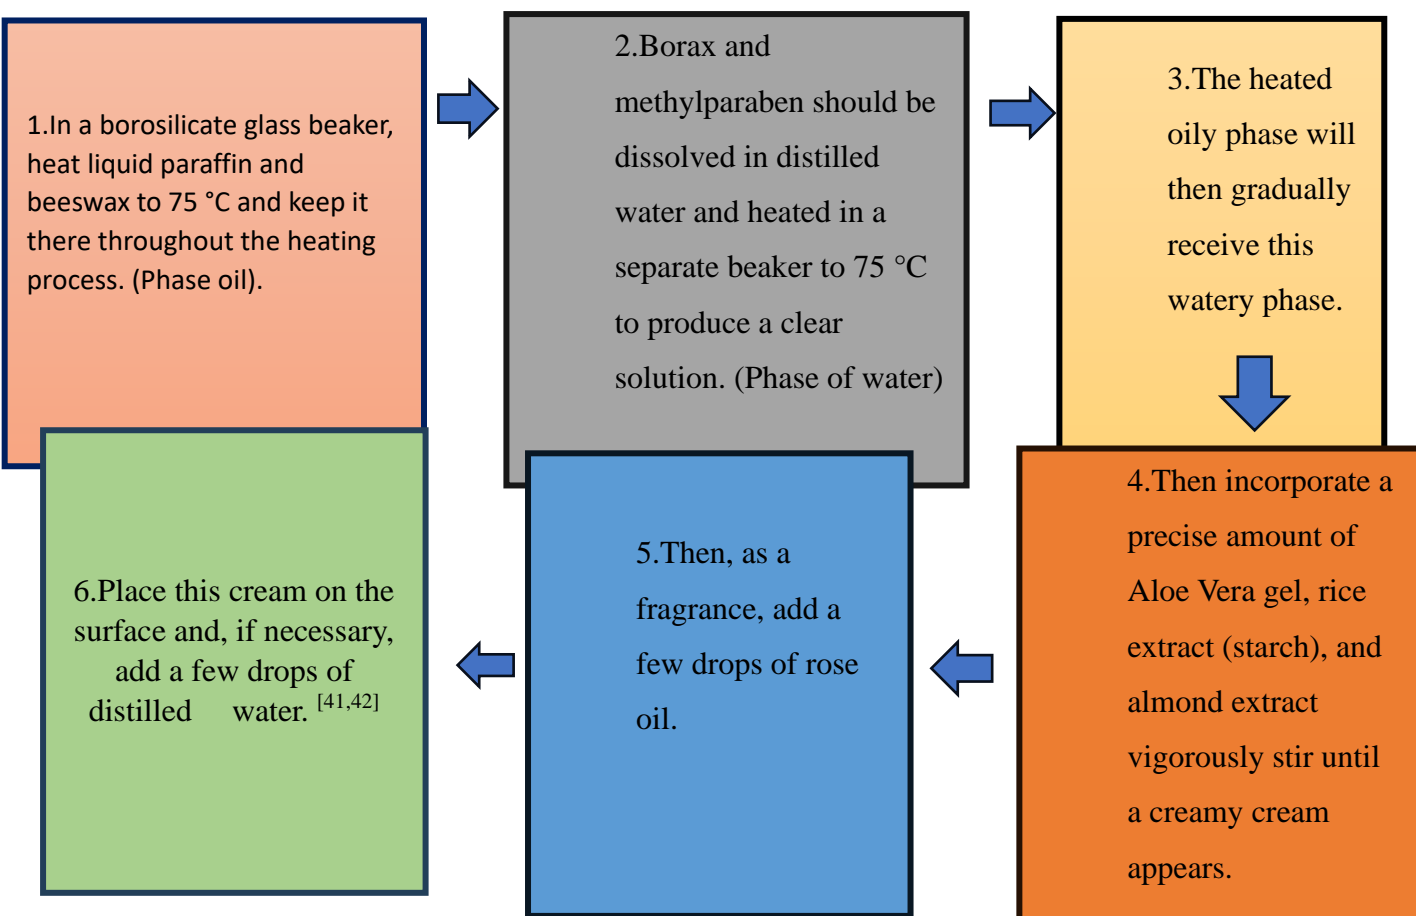 1.In a borosilicate glass beaker,
heat liquid paraffin and
beeswax to 75 °C and keep it
there throughout the heating
process. (Phase oil).
2.Borax and
methylparaben should be
dissolved in distilled
water and heated in a
separate beaker to 75 °C
to produce a clear
solution. (Phase of water)
3.The heated
oily phase will
then gradually
receive this
watery phase.
4.Then incorporate a
precise amount of
Aloe Vera gel, rice
extract (starch), and
almond extract
vigorously stir until
a creamy cream
appears.
5.Then, as a
fragrance, add a
few drops of rose
oil.
6.Place this cream on the
surface and, if necessary,
add a few drops of
distilled water. [41,42]